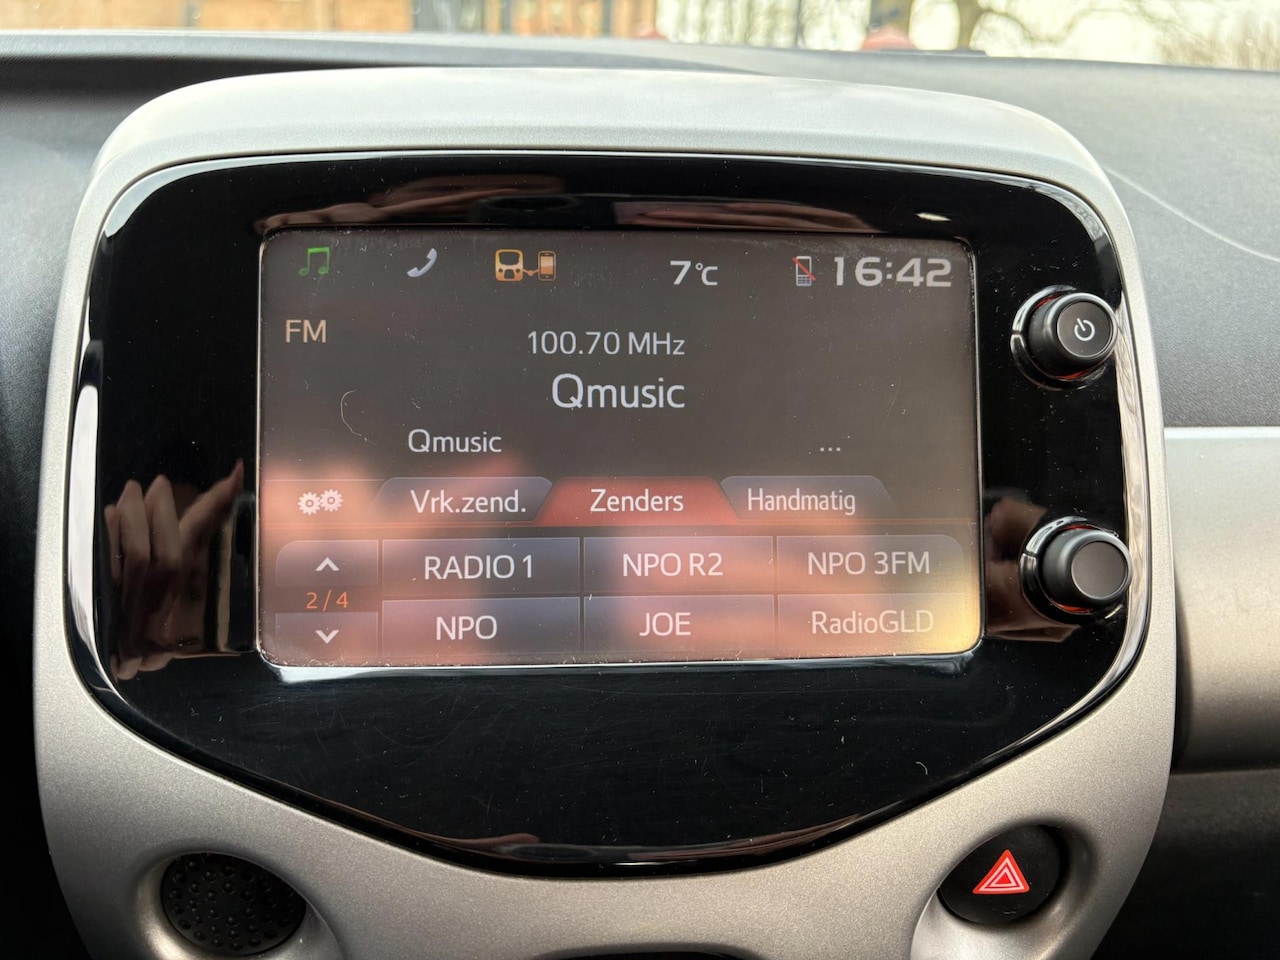 7°C 16:42
FM
100.70 MHz
Qmusic
Qmusic ...
Vrk.zend. Zenders Handmatig
RADIO 1 NPO R2 NPO 3FM
2/4
NPO JOE RadioGLD